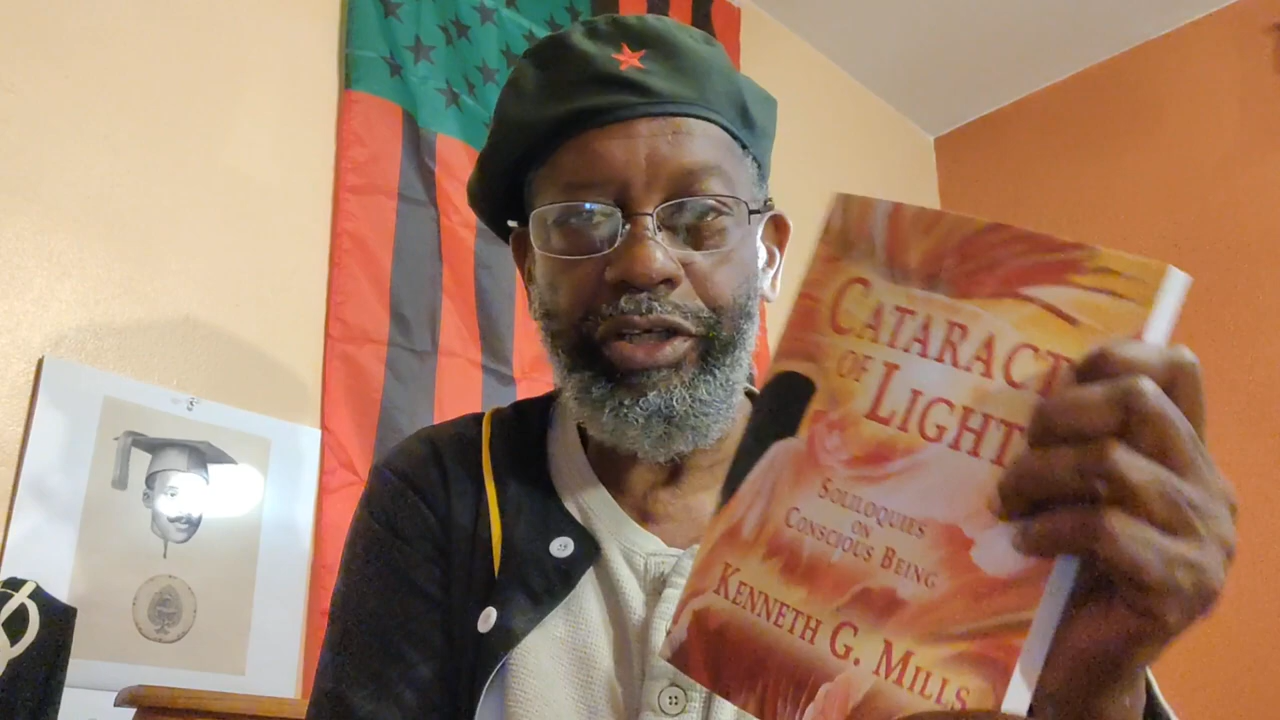 CATARACT
OF LIGHT
SOLILOQUIES
ON
CONSCIOUS BEING
KENNETH G. MILLS